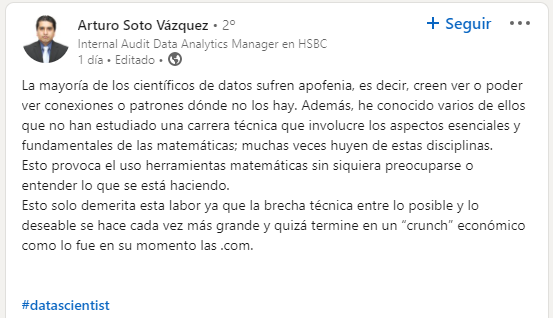 Arturo Soto Vázquez • 2º
+ Seguir
Internal Audit Data Analytics Manager en HSBC
1 día • Editado •
La mayoría de los científicos de datos sufren apofenia, es decir, creen ver o poder
ver conexiones o patrones dónde no los hay. Además, he conocido varios de ellos
que no han estudiado una carrera técnica que involucre los aspectos esenciales y
fundamentales de las matemáticas; muchas veces huyen de estas disciplinas.
Esto provoca el uso herramientas matemáticas sin siquiera preocuparse o
entender lo que se está haciendo.
Esto solo demerita esta labor ya que la brecha técnica entre lo posible y lo
deseable se hace cada vez más grande y quizá termine en un “crunch” económico
como lo fue en su momento las .com.
#datascientist